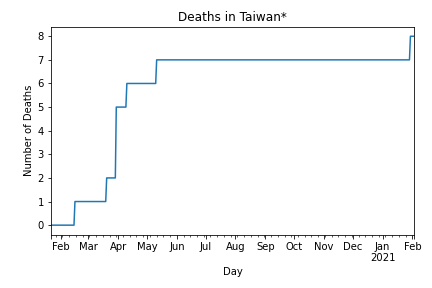 Deaths in Taiwan*
8
7
6
5
4
3
2
1
0
Number of Deaths
Feb Mar Apr May Jun Jul Aug Sep Oct Nov Dec Jan Feb
2021
Day